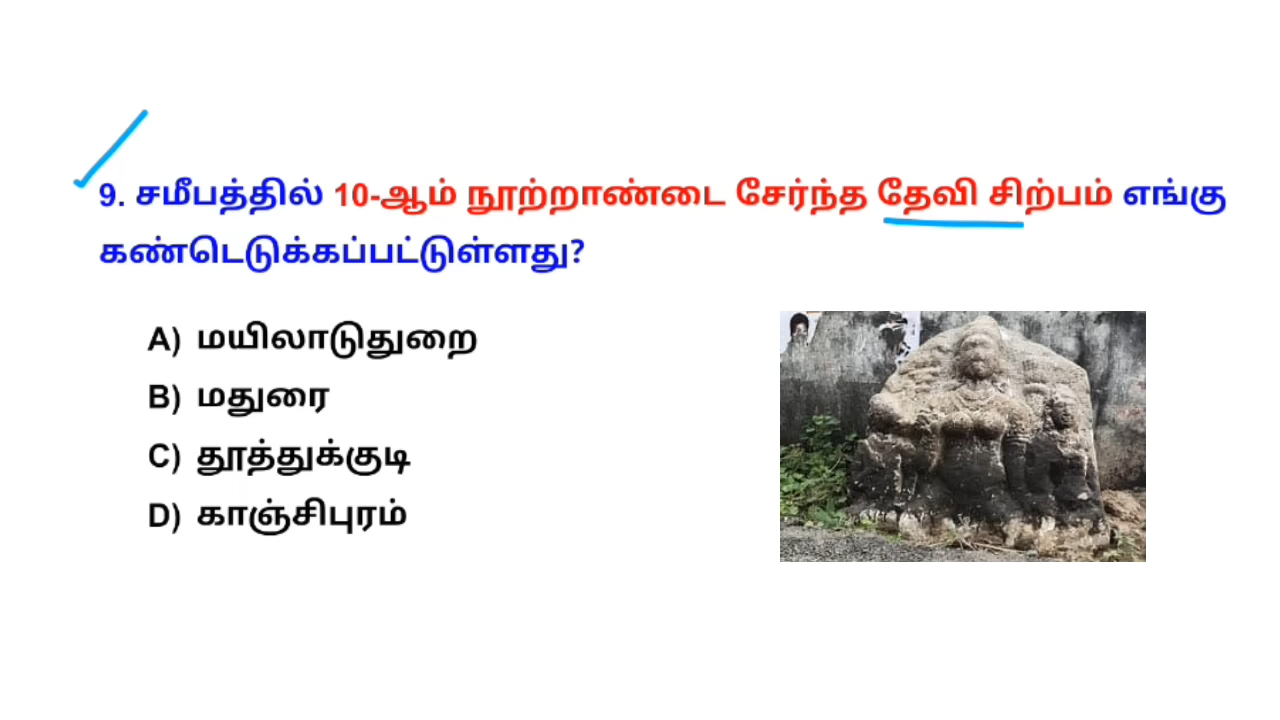 9. சமீபத்தில் 10-ஆம் நூற்றாண்டை சேர்ந்த தேவி சிற்பம் எங்கு
கண்டெடுக்கப்பட்டுள்ளது?
A) மயிலாடுதுறை
B) மதுரை
C) தூத்துக்குடி
D) காஞ்சிபுரம்